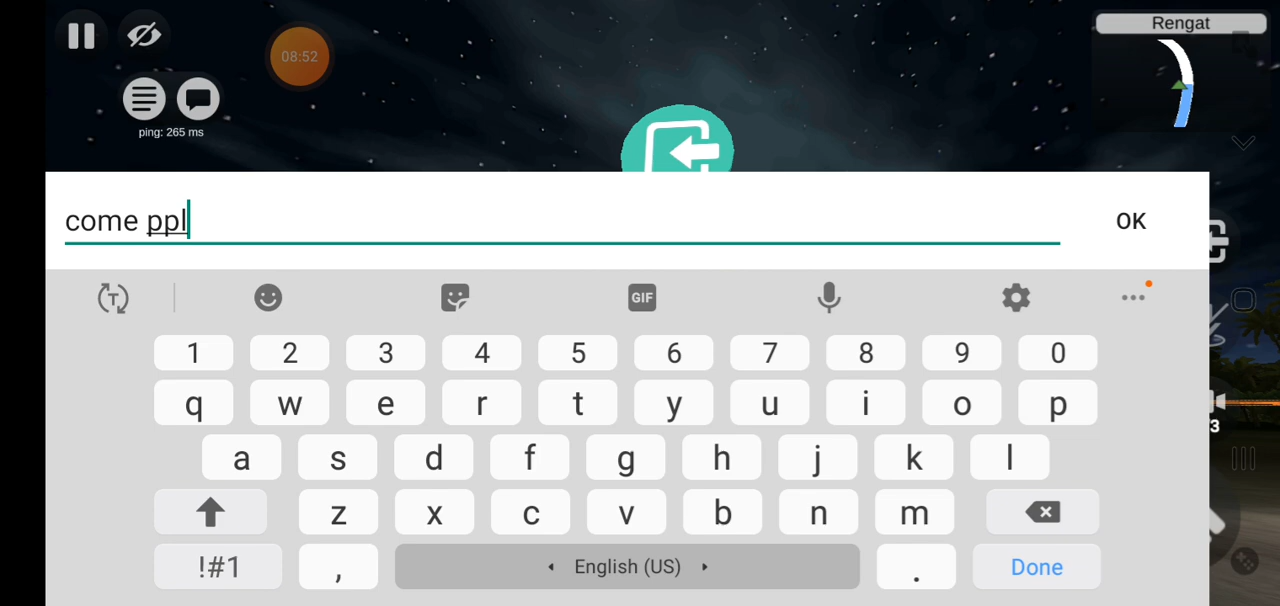 Rengat
08:52
ping: 265 ms
come ppl
OK
T
GIF
1 2 3 4 5 6 7 8 9 0
q w e r t y u i o p
a s d f g h j k l
z x c v b n m
3
!#1 , English (US) . Done